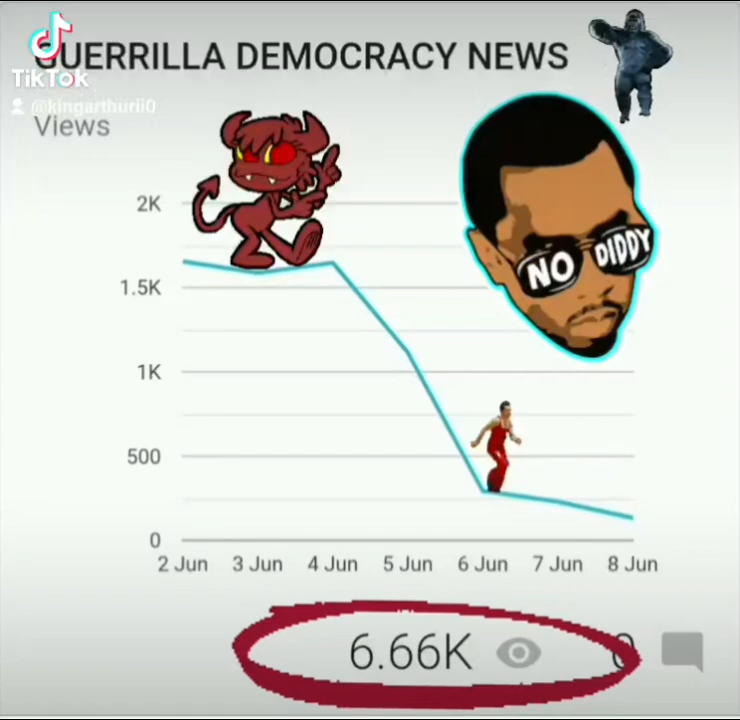 TikTok
GUERRILLA DEMOCRACY NEWS
@kingarthurii0
Views
2K
1.5K
1K
500
0
2 Jun 3 Jun 4 Jun 5 Jun 6 Jun 7 Jun 8 Jun
NO DIDDY
6.66K 0